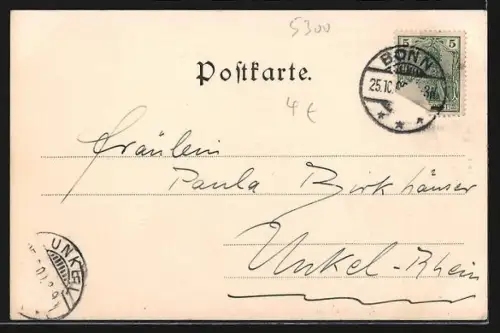 5300
5 5
BONN
25.10.
Postkarte.
4 €
Fräulein
Paula Birkhäuser
Unkel-Rhein
UNKEL